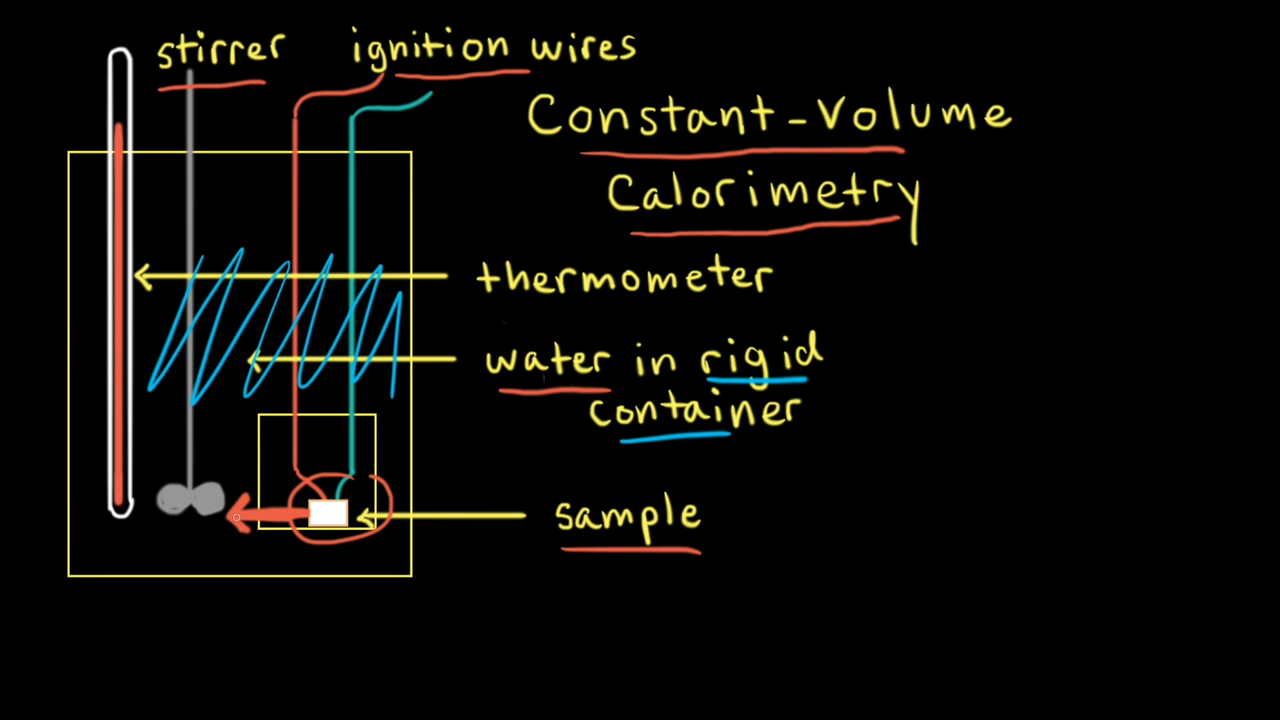 stirrer ignition wires
Constant-Volume
Calorimetry
thermometer
water in rigid
container
sample